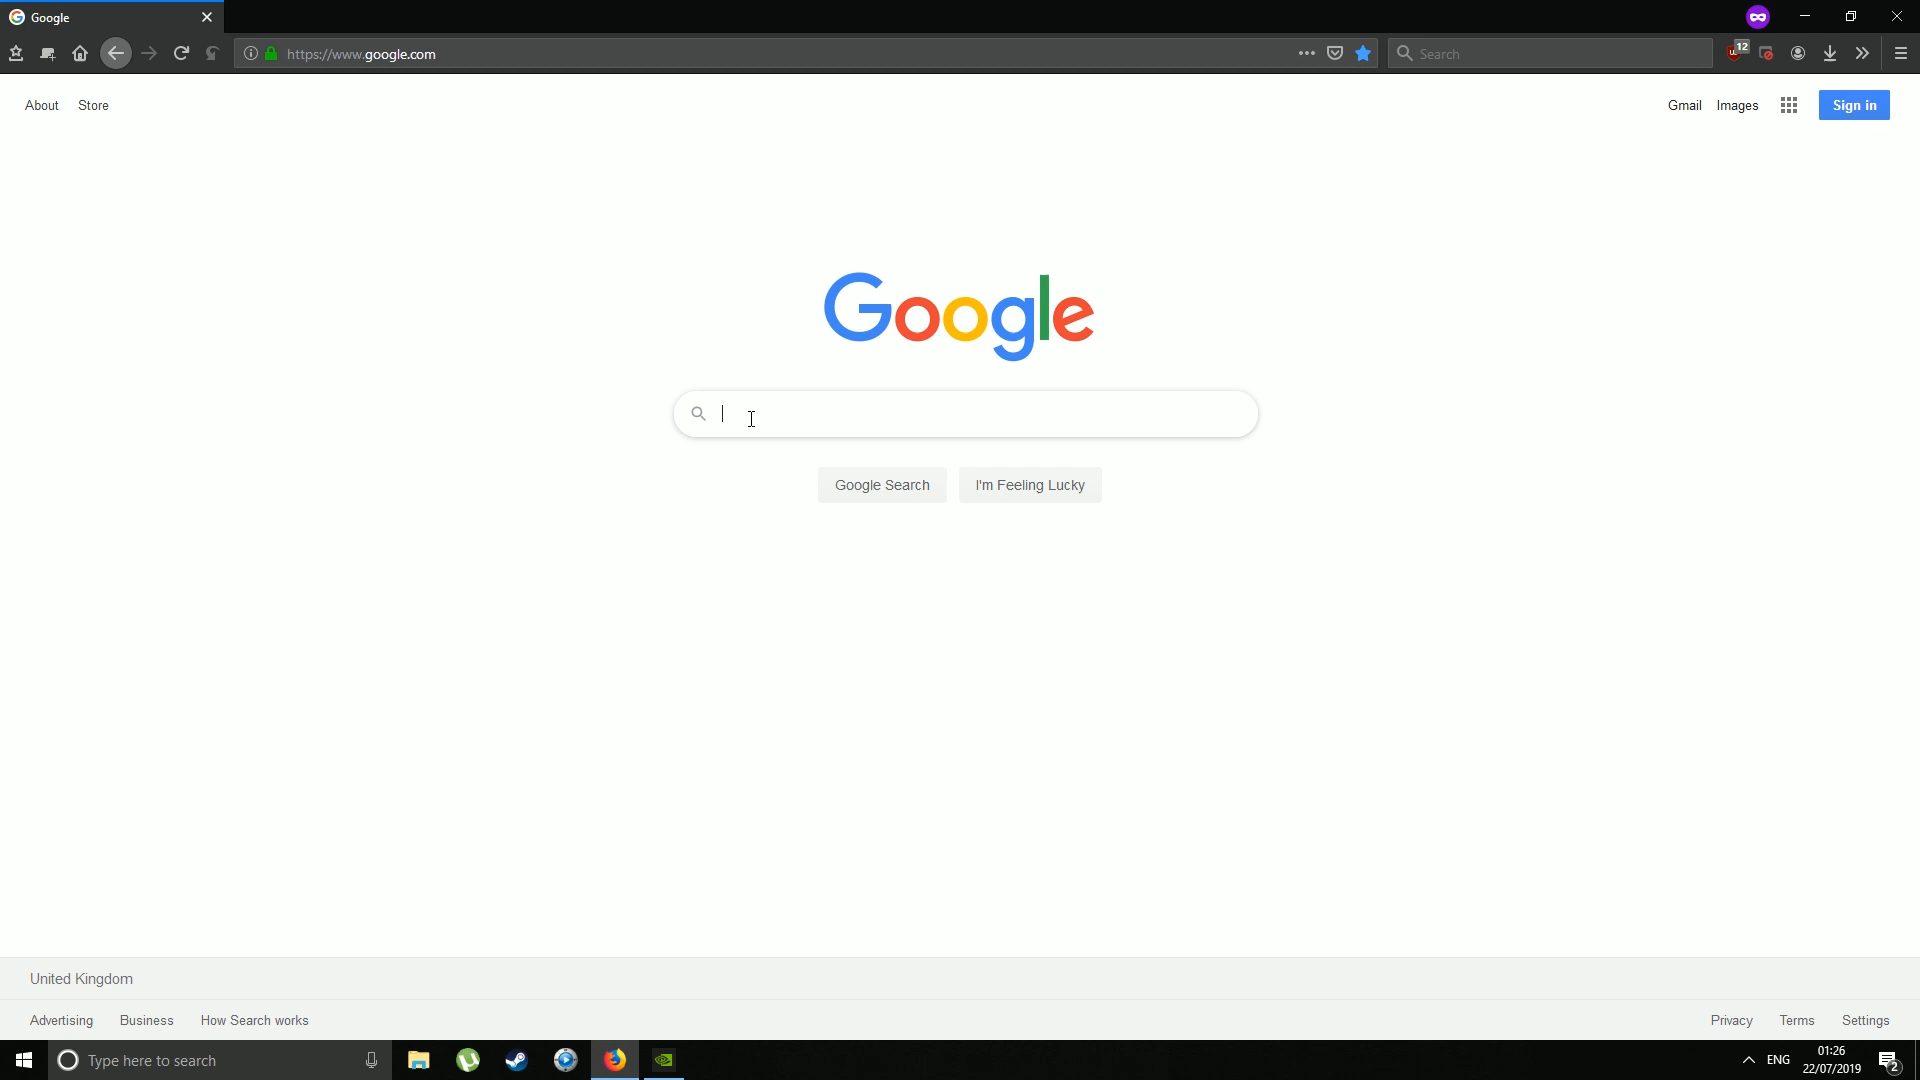 Google
https://www.google.com
Search
12
About Store
Gmail Images Sign in
Google
Google Search I'm Feeling Lucky
United Kingdom
Advertising Business How Search works
Privacy Terms Settings
Type here to search
ENG
01:26
22/07/2019
2